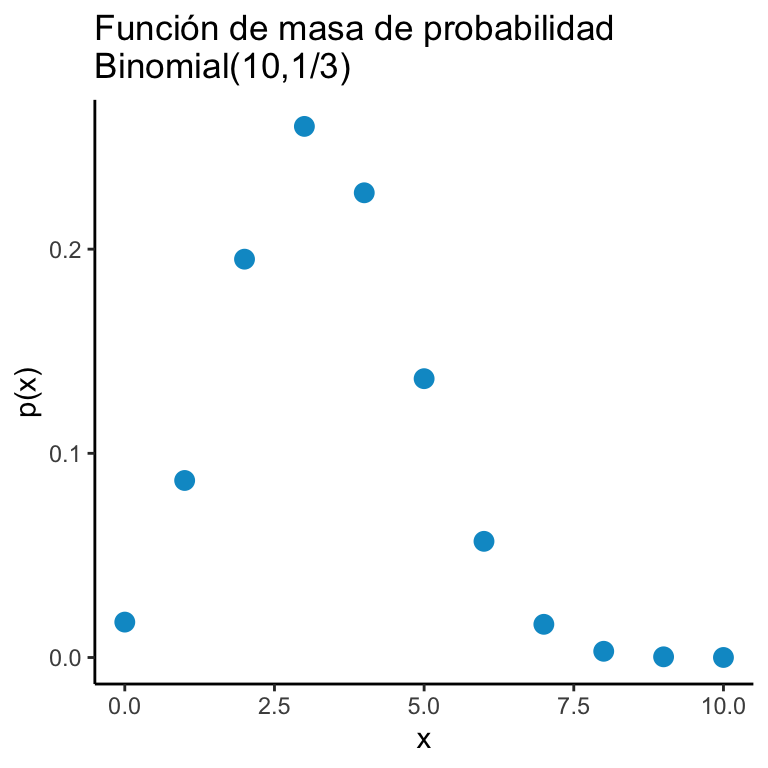 Función de masa de probabilidad
Binomial(10,1/3)
0.2
0.1
0.0
p(x)
0.0 2.5 5.0 7.5 10.0
x